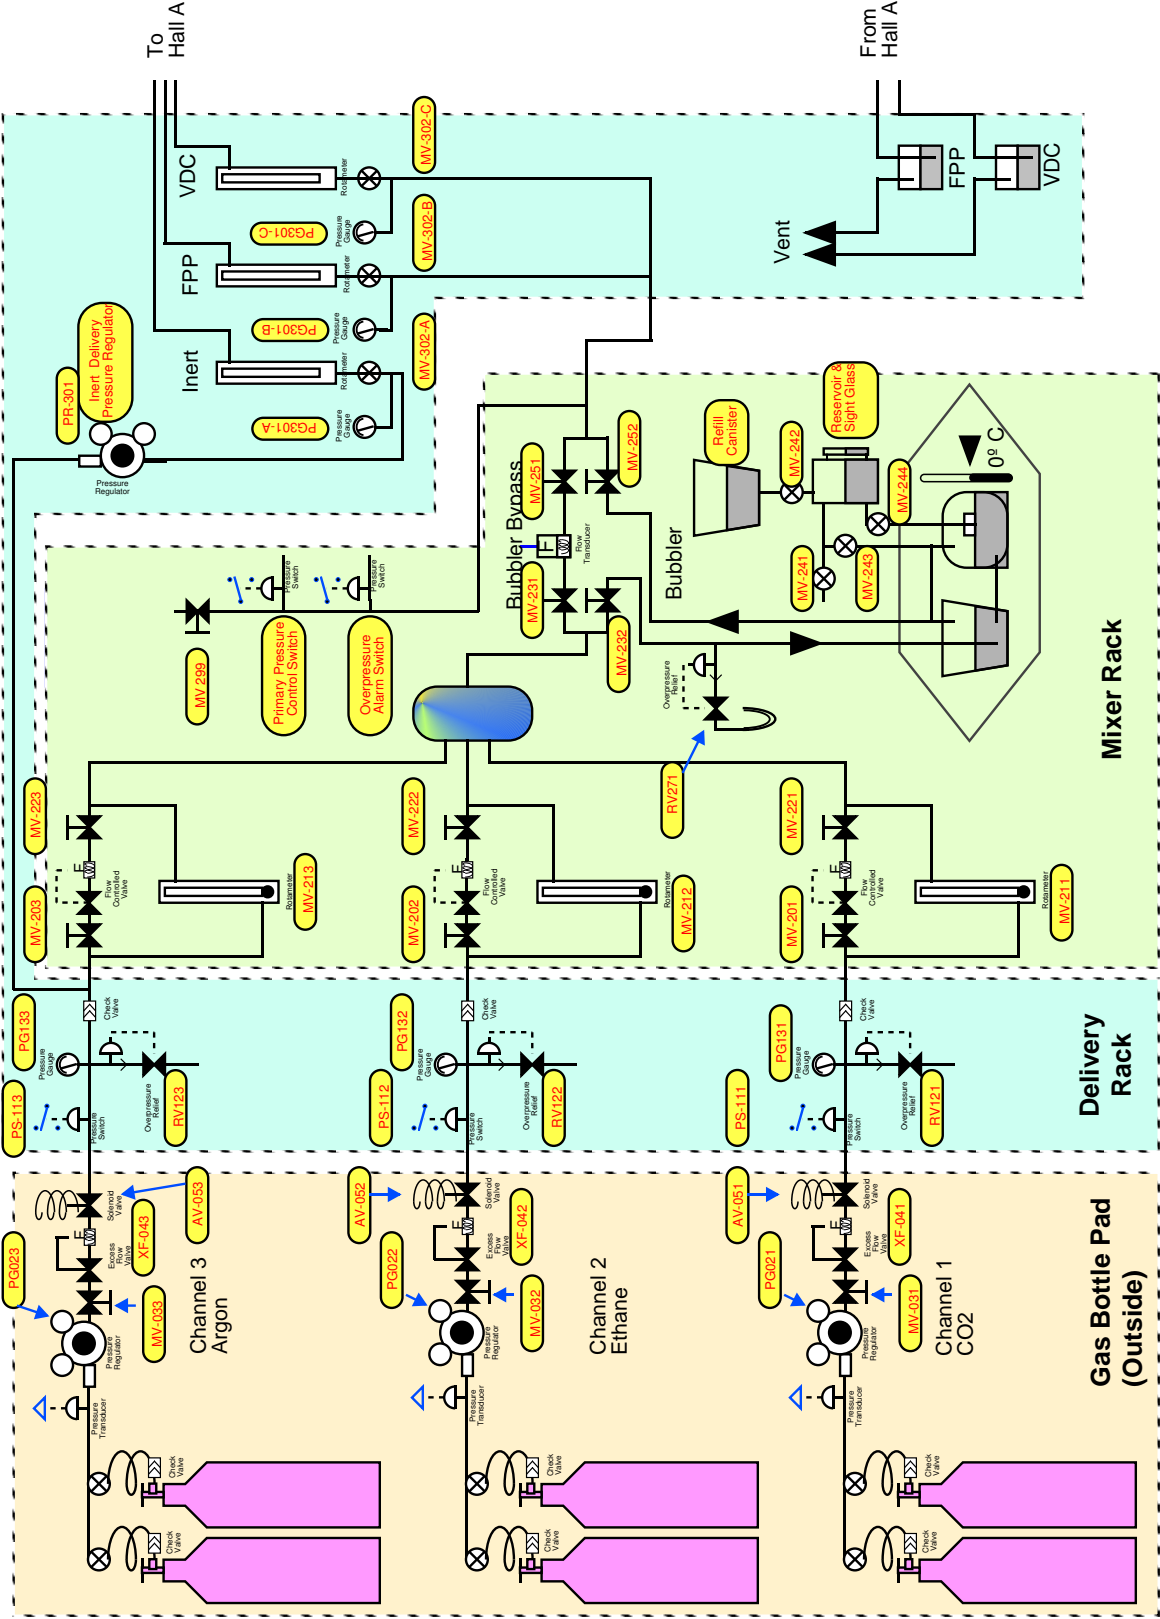 To
Hall A
From
Hall A
VDC
Rotameter
MV-302-C
PG301-C
Pressure
Gauge
MV-302-B
FPP
Rotameter
PG301-B
Pressure
Gauge
MV-302-A
Inert
Rotameter
PG301-A
Pressure
Gauge
PR-301
Inert Delivery
Pressure Regulator
Pressure
Regulator
Vent
FPP
VDC
Bubbler Bypass
MV-251
MV-252
F
Flow
Transducer
MV-231
MV-232
Refill
Canister
MV-242
Reservoir &
Sight Glass
MV-244
0º C
Bubbler
MV-241
MV-243
Pressure
Switch
Pressure
Switch
MV 299
Primary Pressure
Control Switch
Overpressure
Alarm Switch
Overpressure
Relief
RV271
Mixer Rack
MV-223
F
Flow
Controlled
Valve
MV-203
Rotameter
MV-213
MV-222
F
Flow
Controlled
Valve
MV-202
Rotameter
MV-212
MV-221
F
Flow
Controlled
Valve
MV-201
Rotameter
MV-211
PG133
Check
Valve
Pressure
Gauge
PS-113
Pressure
Switch
Overpressure
Relief
RV123
PG132
Check
Valve
Pressure
Gauge
PS-112
Pressure
Switch
Overpressure
Relief
RV122
PG131
Check
Valve
Pressure
Gauge
PS-111
Pressure
Switch
Overpressure
Relief
RV121
Delivery
Rack
Solenoid
Valve
AV-053
F
Excess
Flow
Valve
XF-043
PG023
MV-033
Pressure
Regulator
Channel 3
Argon
Pressure
Transducer
Check
Valve
Check
Valve
AV-052
Solenoid
Valve
F
Excess
Flow
Valve
XF-042
PG022
MV-032
Pressure
Regulator
Channel 2
Ethane
Pressure
Transducer
Check
Valve
Check
Valve
AV-051
Solenoid
Valve
F
Excess
Flow
Valve
XF-041
PG021
MV-031
Pressure
Regulator
Channel 1
CO2
Pressure
Transducer
Check
Valve
Check
Valve
Gas Bottle Pad
(Outside)